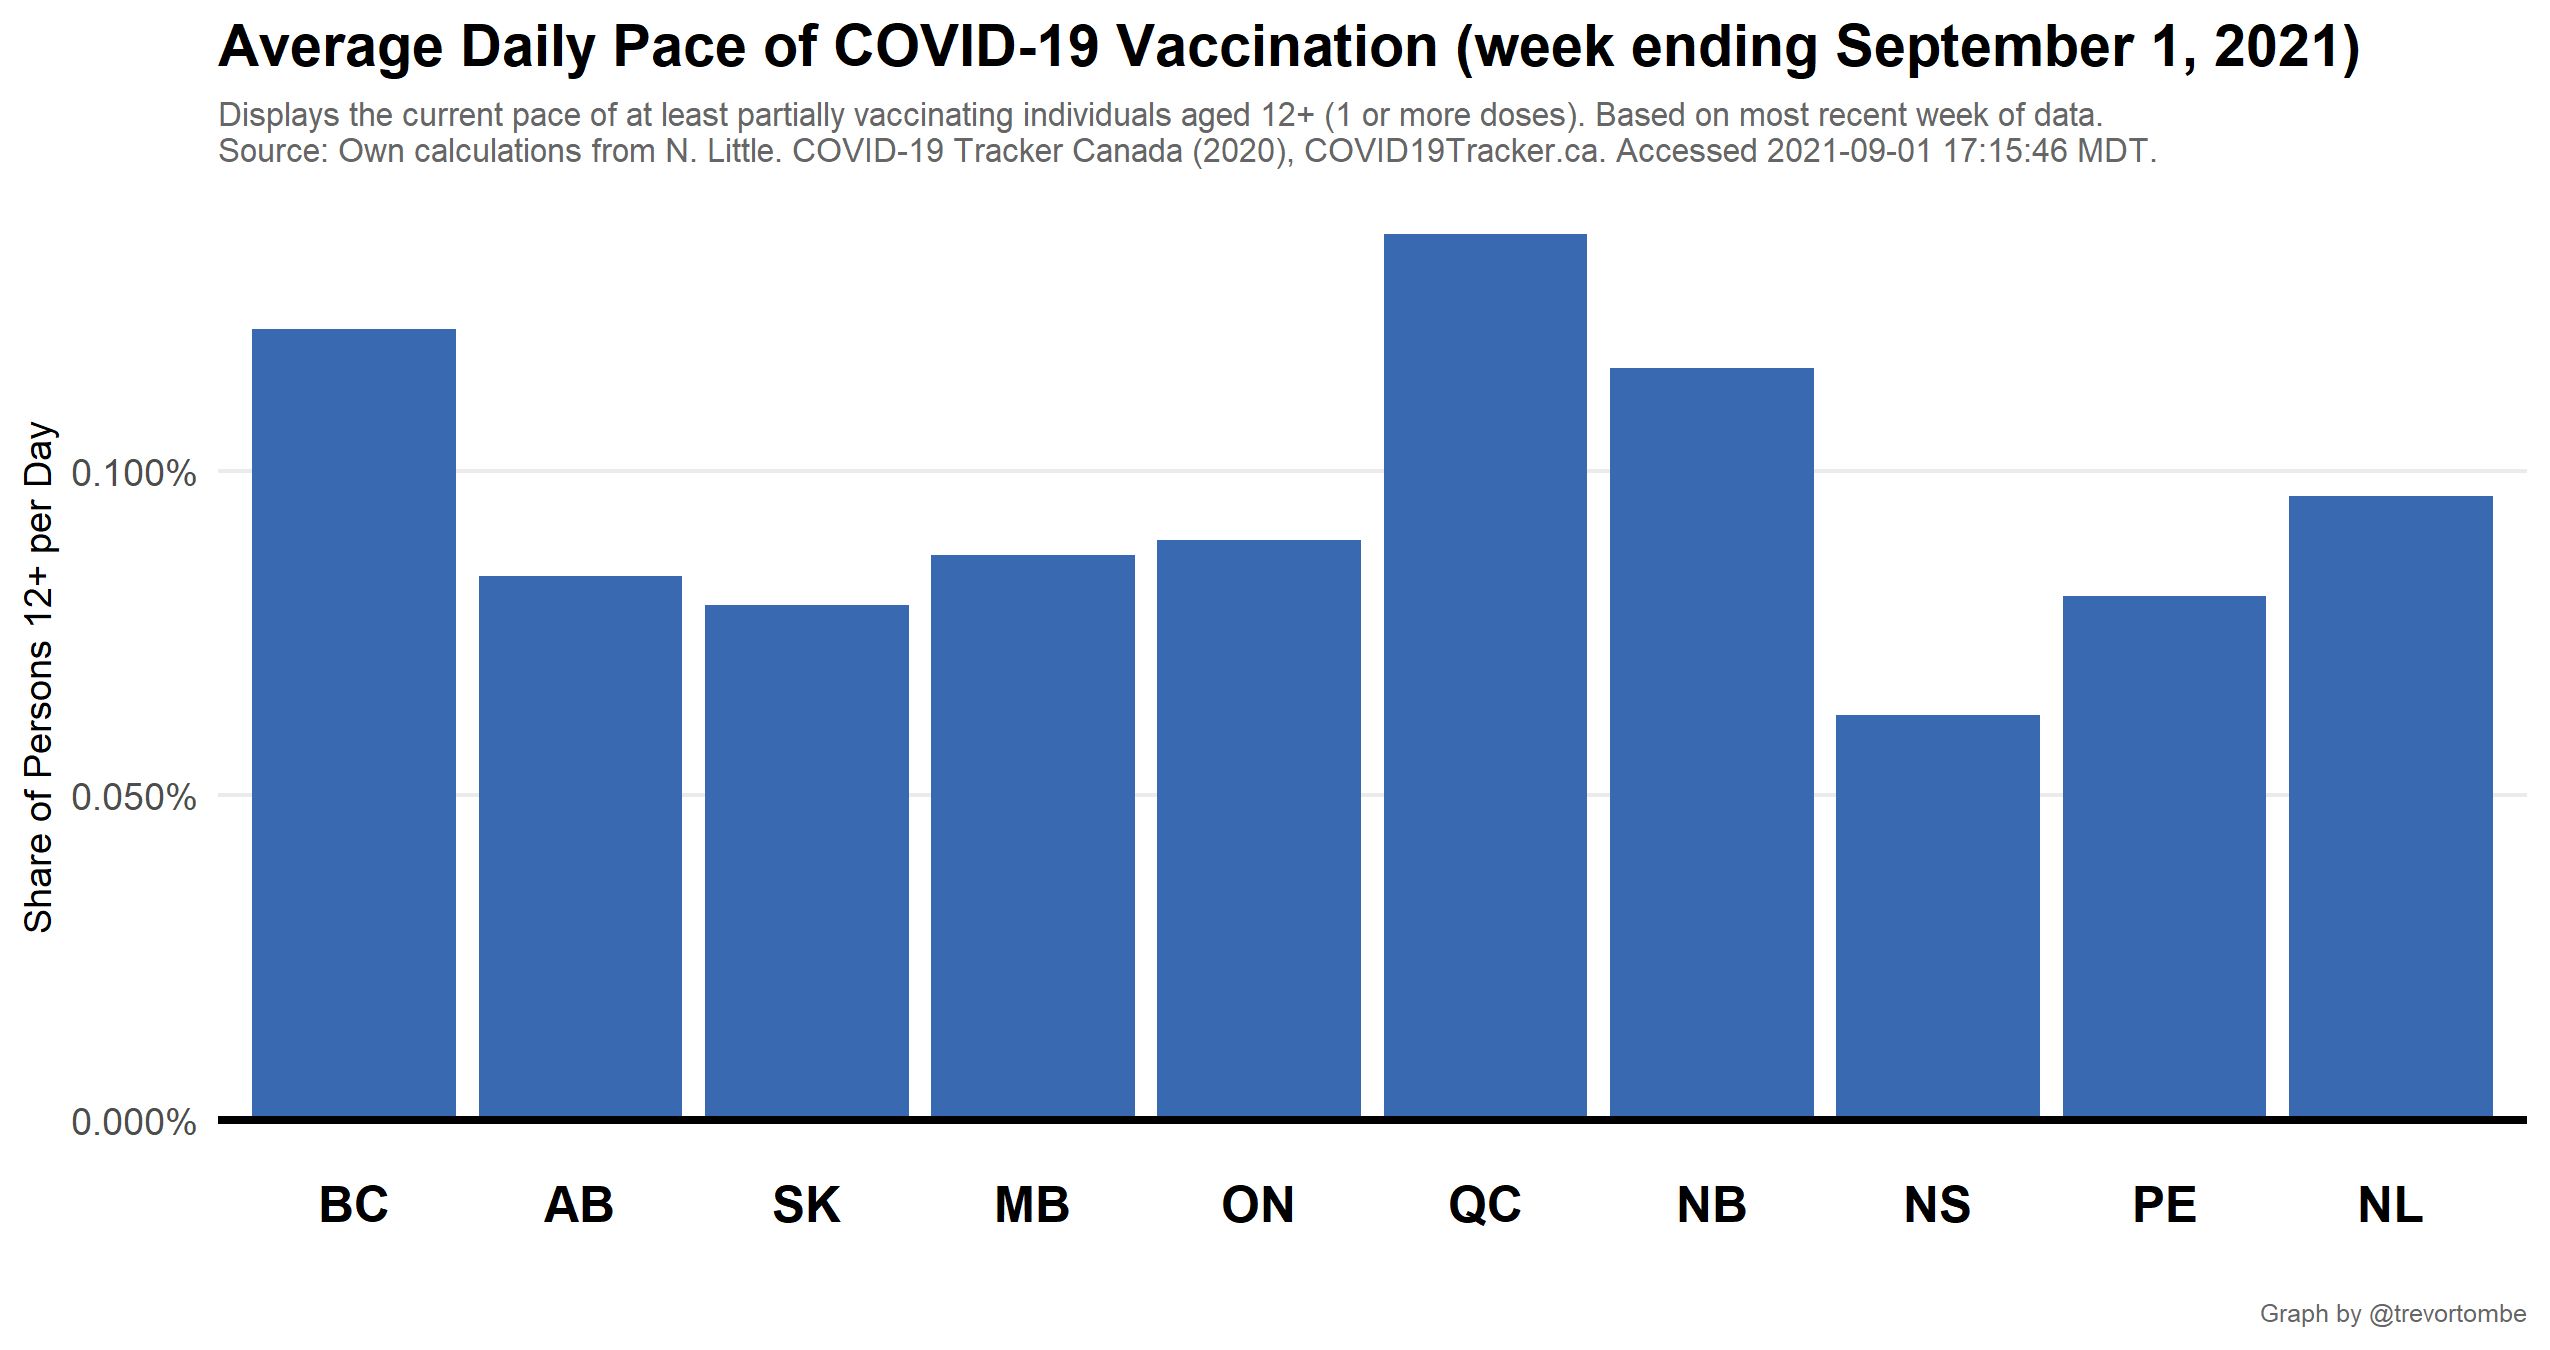 Average Daily Pace of COVID-19 Vaccination (week ending September 1, 2021)
Displays the current pace of at least partially vaccinating individuals aged 12+ (1 or more doses). Based on most recent week of data.
Source: Own calculations from N. Little. COVID-19 Tracker Canada (2020), COVID19Tracker.ca. Accessed 2021-09-01 17:15:46 MDT.
Share of Persons 12+ per Day
0.100%
0.050%
0.000%
BC AB SK MB ON QC NB NS PE NL
Graph by @trevortombe